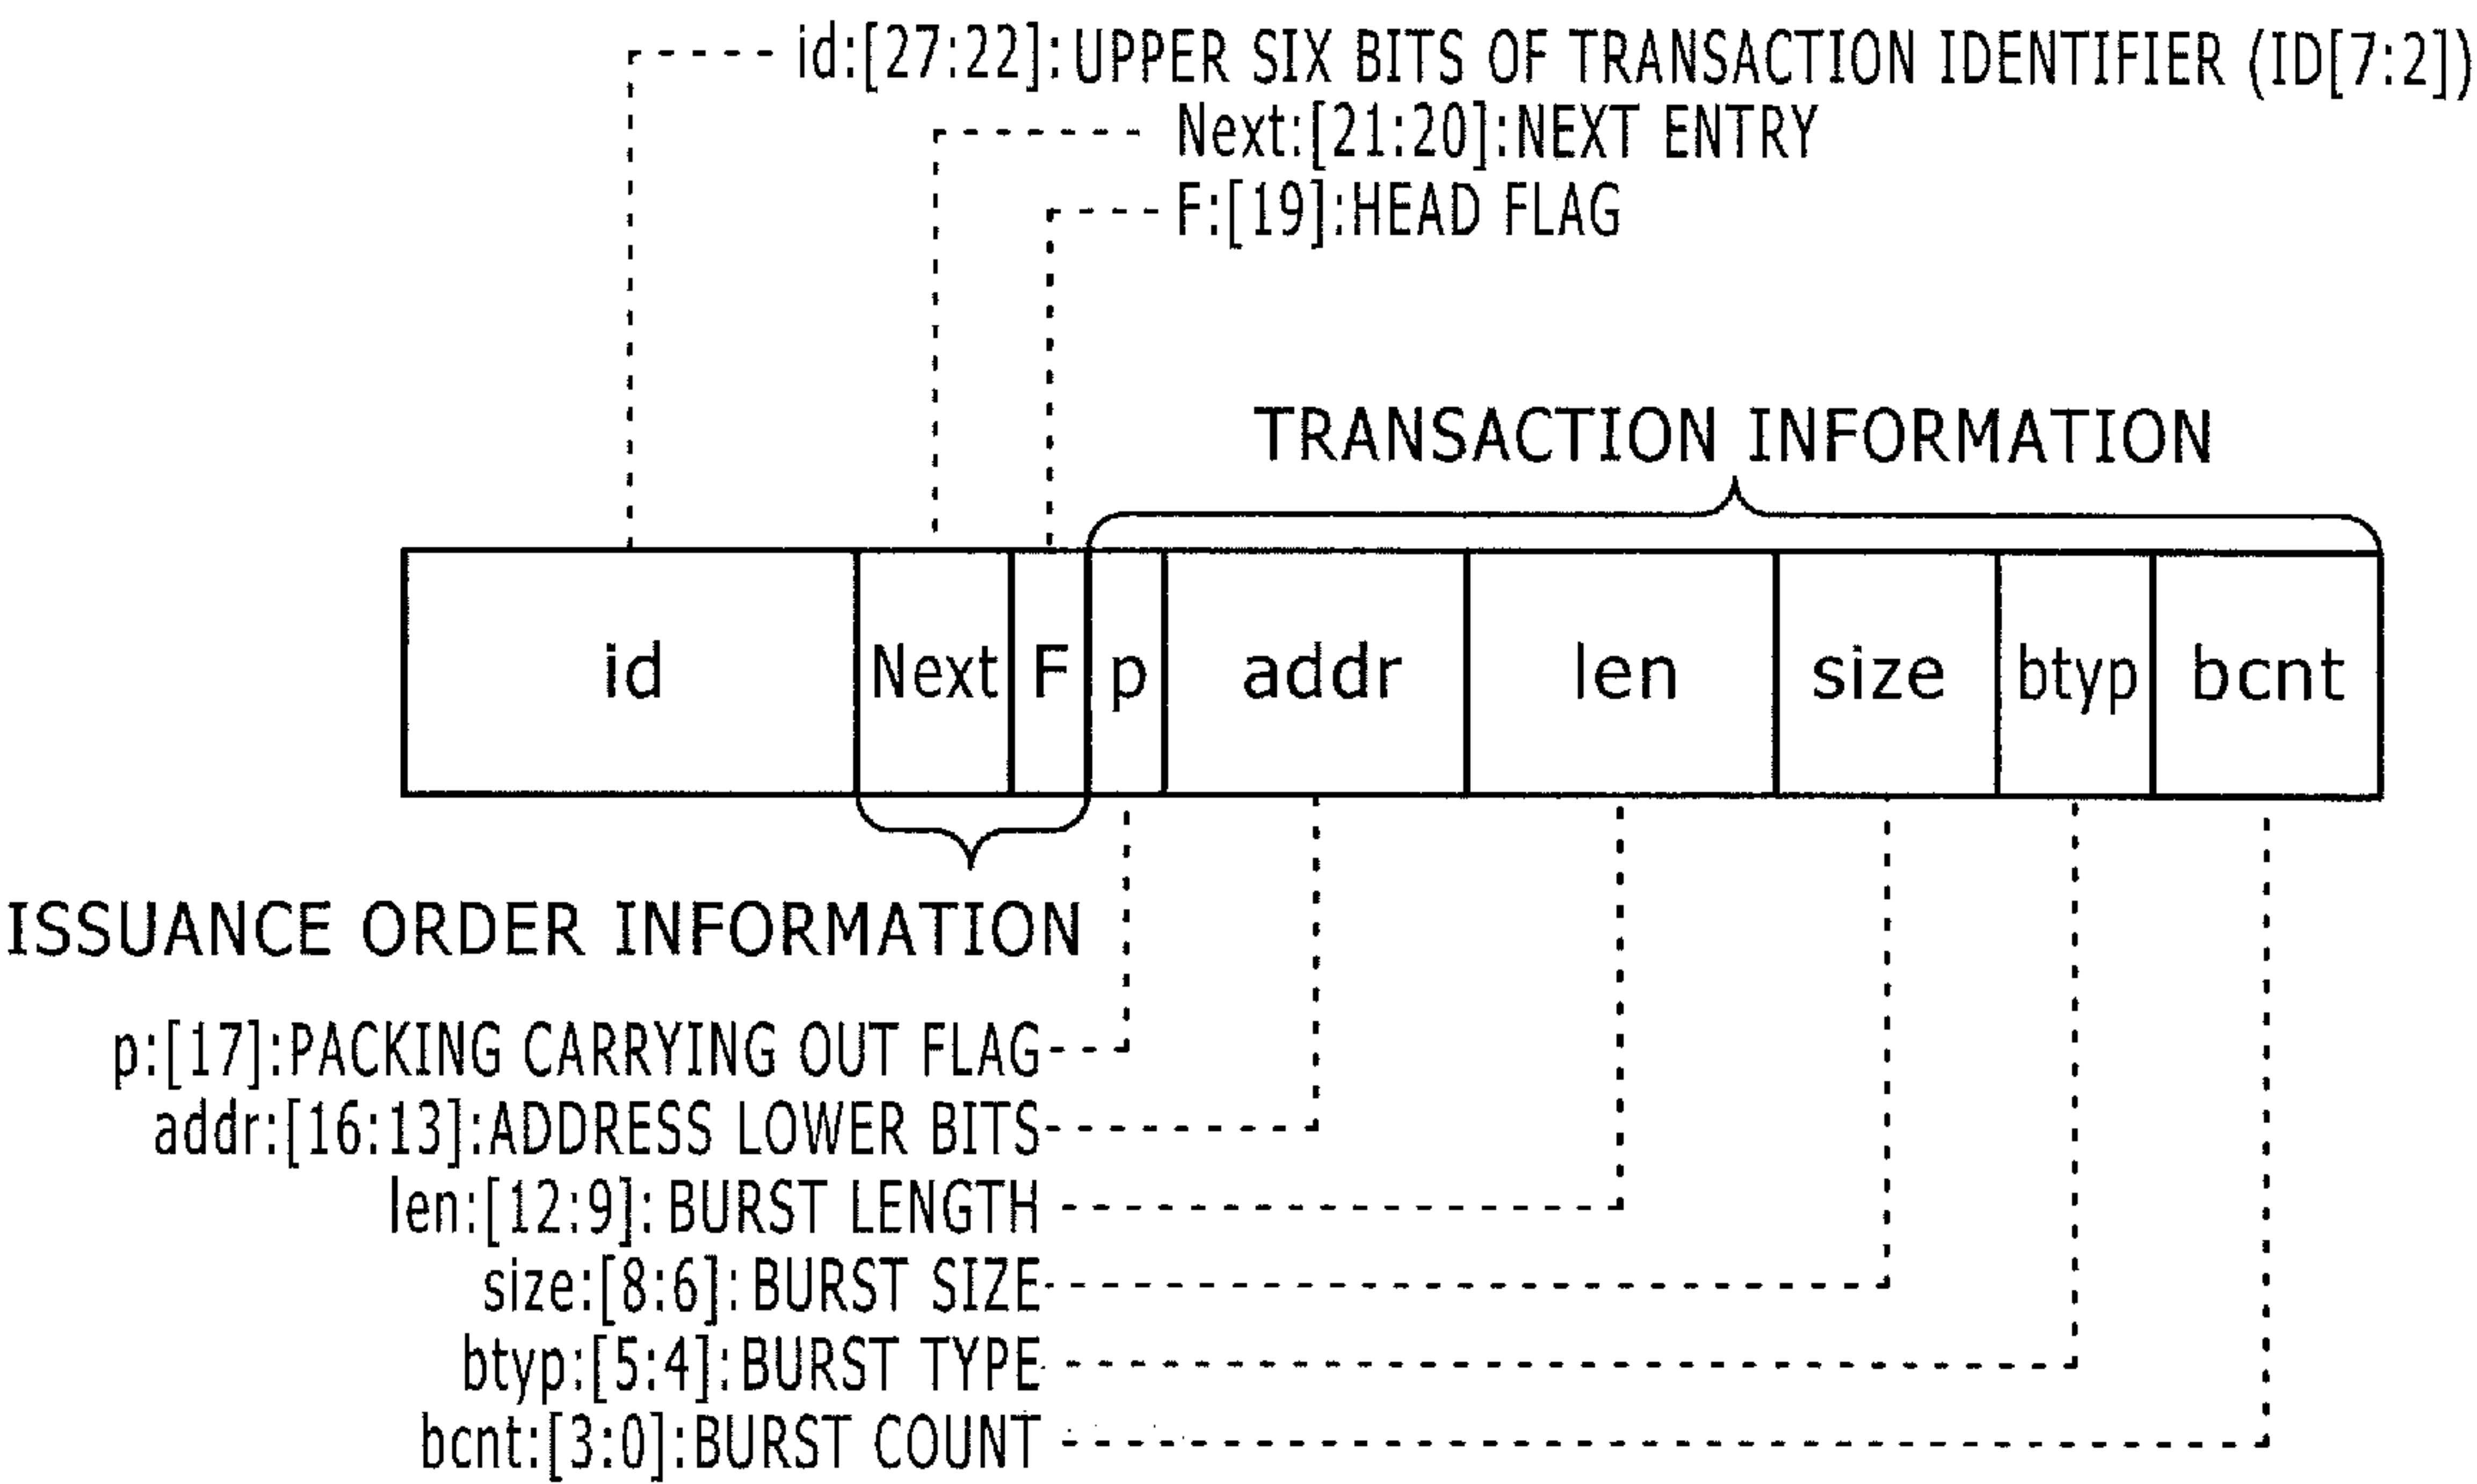 id:[27:22]:UPPER SIX BITS OF TRANSACTION IDENTIFIER (ID[7:2])
Next:[21:20]:NEXT ENTRY
F:[19]:HEAD FLAG
TRANSACTION INFORMATION
id Next F p addr len size btyp bcnt
ISSUANCE ORDER INFORMATION
p:[17]:PACKING CARRYING OUT FLAG
addr:[16:13]:ADDRESS LOWER BITS
len:[12:9]:BURST LENGTH
size:[8:6]:BURST SIZE
btyp:[5:4]:BURST TYPE
bcnt:[3:0]:BURST COUNT